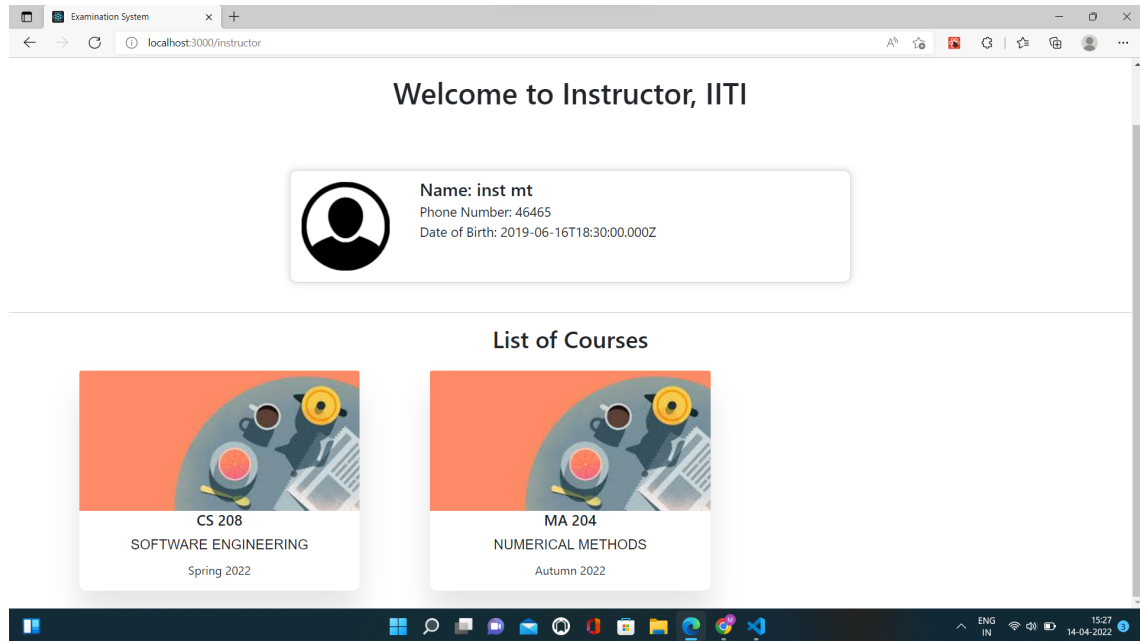 Examination System
localhost:3000/instructor
Welcome to Instructor, IITI
Name: inst mt
Phone Number: 46465
Date of Birth: 2019-06-16T18:30:00.000Z
List of Courses
CS 208
SOFTWARE ENGINEERING
Spring 2022
MA 204
NUMERICAL METHODS
Autumn 2022
ENG
IN
15:27
14-04-2022
3